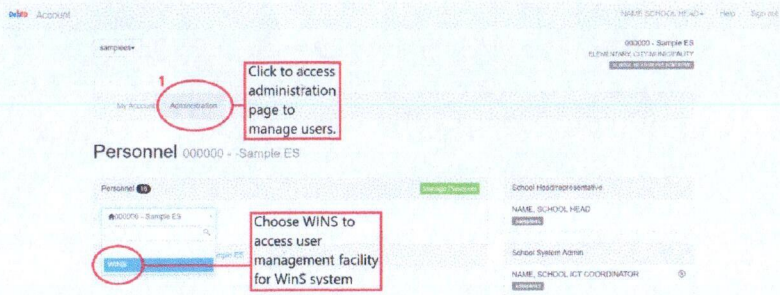 DepEd Account
NAME, SCHOOL HEAD Help Sign out
samplees
000000 - Sample ES
ELEMENTARY, CITY/MUNICIPALITY
1
My Account Administration
Click to access
administration
page to
manage users.
Personnel 000000 - -Sample ES
Personnel
Manage Personnel
School Head/representative
000000 - Sample ES
NAME, SCHOOL HEAD
WINS
Choose WINS to
access user
management facility
for WinS system
School System Admin
NAME, SCHOOL ICT COORDINATOR